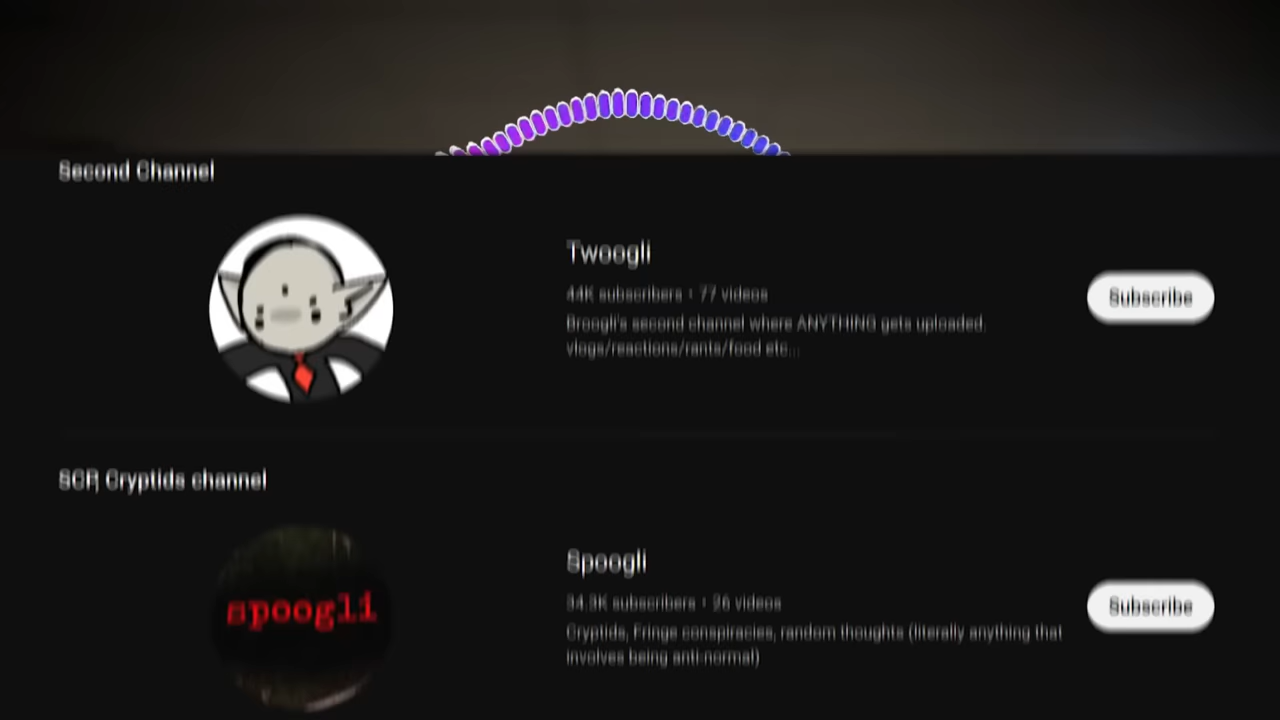 Second Channel
Twoogli
44K subscribers • 77 videos
Subscribe
Broogli's second channel where ANYTHING gets uploaded.
vlogs/reactions/rants/food etc...
SCP, Cryptids channel
spoogli
Spoogli
34.3K subscribers • 26 videos
Subscribe
Cryptids, Fringe conspiracies, random thoughts (literally anything that
involves being anti-normal)